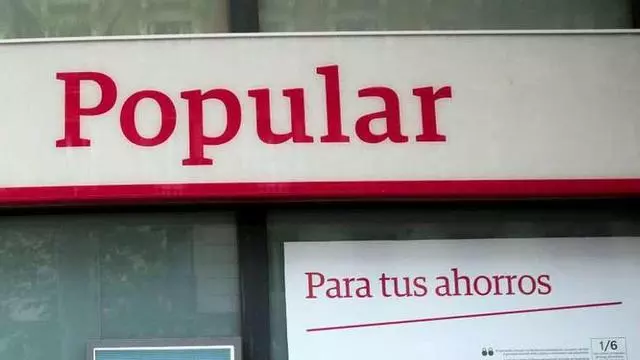 Popular
Para tus ahorros
1/6